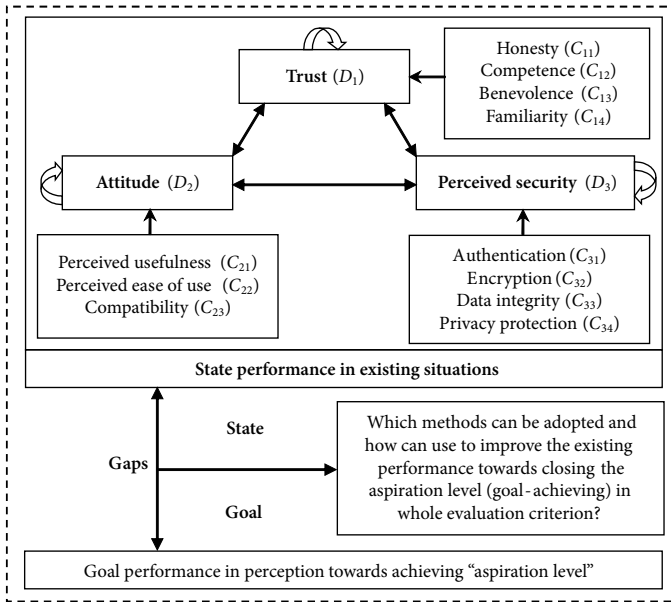 Trust (D₁)
Honesty (C₁₁)
Competence (C₁₂)
Benevolence (C₁₃)
Familiarity (C₁₄)
Attitude (D₂)
Perceived security (D₃)
Perceived usefulness (C₂₁)
Perceived ease of use (C₂₂)
Compatibility (C₂₃)
Authentication (C₃₁)
Encryption (C₃₂)
Data integrity (C₃₃)
Privacy protection (C₃₄)
State performance in existing situations
State
Gaps
Goal
Which methods can be adopted and
how can use to improve the existing
performance towards closing the
aspiration level (goal-achieving) in
whole evaluation criterion?
Goal performance in perception towards achieving “aspiration level”